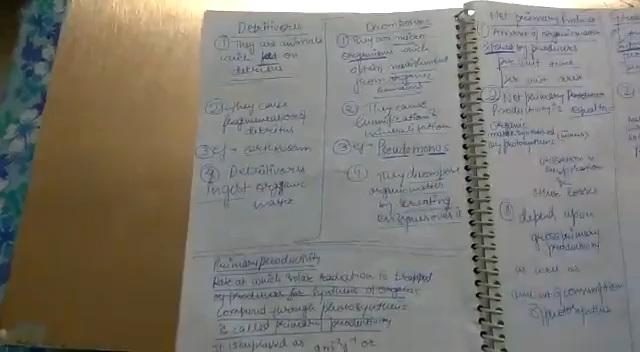 Detritivores
① They are animals
which feed on
detritus
② They cause
fragmentation of
detritus
③ eg - earthworm
④ Detritivores
Ingest organic
matter
Decomposers
① They are micro
organisms which
obtain nourishment
from organic
remains
② They cause
humification &
mineralisation
③ eg - Pseudomonas
④ They decompose
organic matter
by secreting
enzymes over it
Primary productivity
Rate at which solar radiation is trapped
by producers for synthesis of organic
compound through photosynthesis
is called primary productivity
It is expressed as
Net primary
① Amount of organic matter
stored by producers
per unit area
② Net primary
Productivity is equal to
organic
by photosynthesis (minus)
respiration
other losses
③ depend upon
gross primary
productivity
as well as
amount of consumption
of photosynthesis